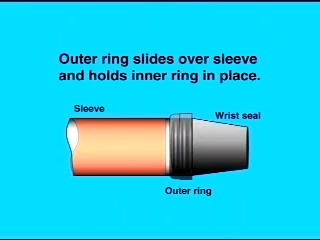 Outer ring slides over sleeve
and holds inner ring in place.
Sleeve
Wrist seal
Outer ring